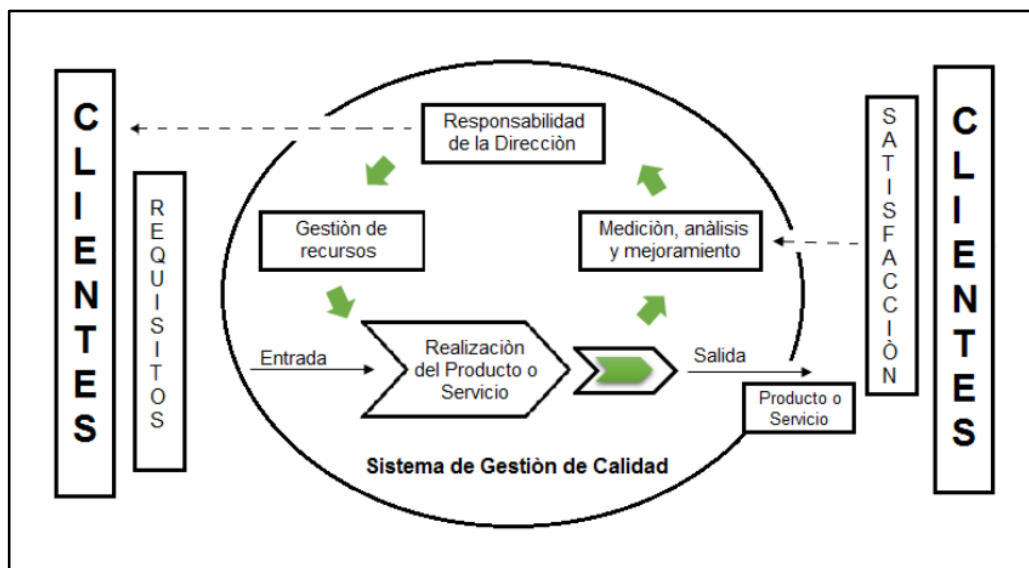 CLIENTES
REQUISITOS
Responsabilidad
de la Direcciòn
Gestiòn de
recursos
Mediciòn, anàlisis
y mejoramiento
Entrada
Realizaciòn
del Producto o
Servicio
Salida
Producto o
Servicio
Sistema de Gestiòn de Calidad
SATISFACCIÒN
CLIENTES